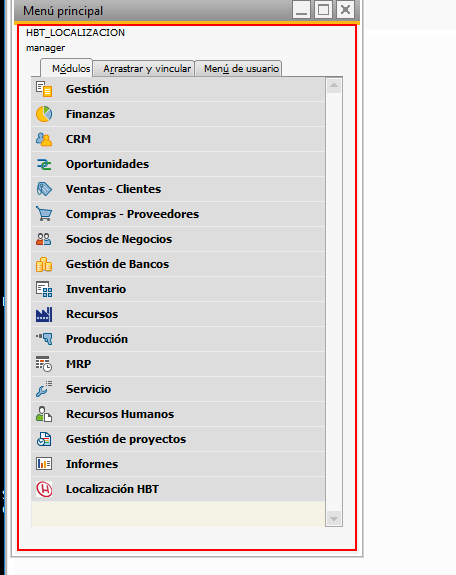 Menú principal
HBT_LOCALIZACION
manager
Módulos Arrastrar y vincular Menú de usuario
Gestión
Finanzas
CRM
Oportunidades
Ventas - Clientes
Compras - Proveedores
Socios de Negocios
Gestión de Bancos
Inventario
Recursos
Producción
MRP
Servicio
Recursos Humanos
Gestión de proyectos
Informes
Localización HBT